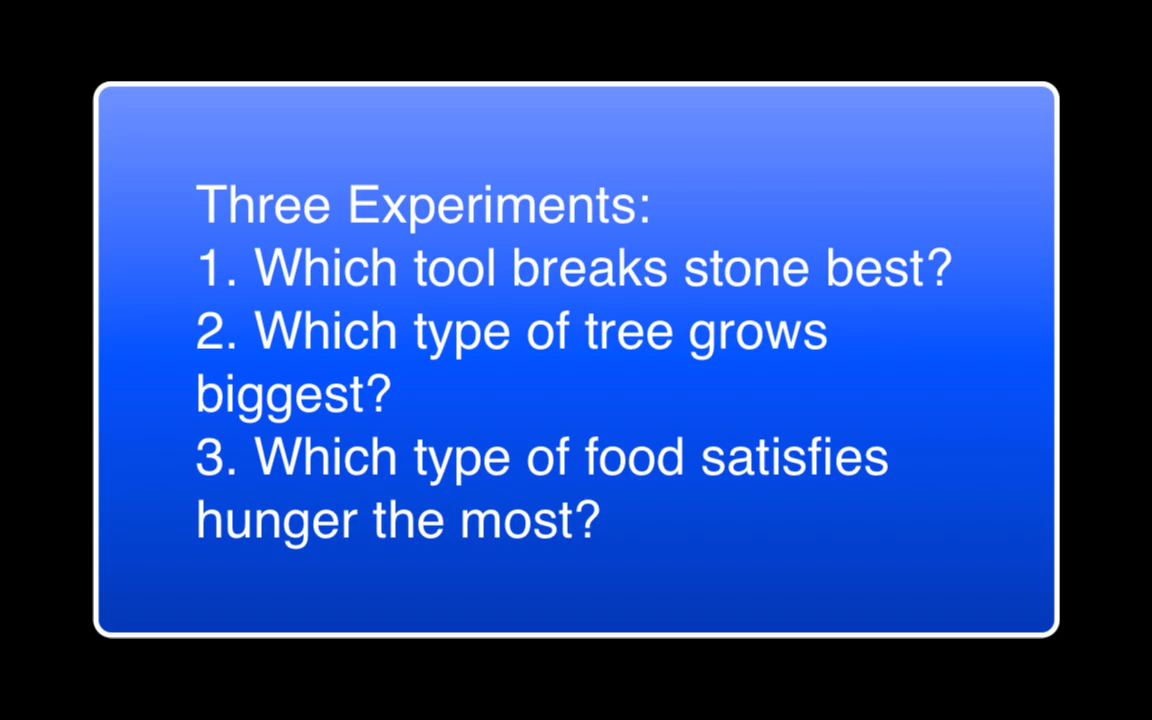 Three Experiments:
1. Which tool breaks stone best?
2. Which type of tree grows
biggest?
3. Which type of food satisfies
hunger the most?